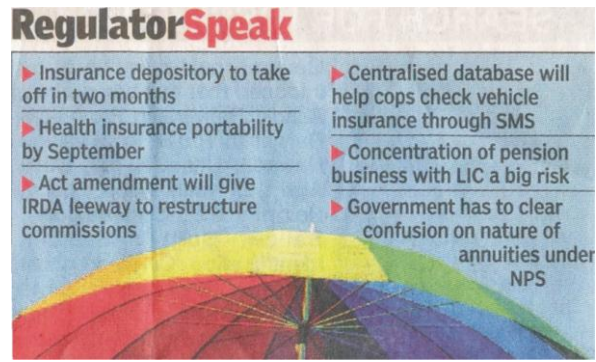 RegulatorSpeak
Insurance depository to take
off in two months
Health insurance portability
by September
Act amendment will give
IRDA leeway to restructure
commissions
Centralised database will
help cops check vehicle
insurance through SMS
Concentration of pension
business with LIC a big risk
Government has to clear
confusion on nature of
annuities under
NPS